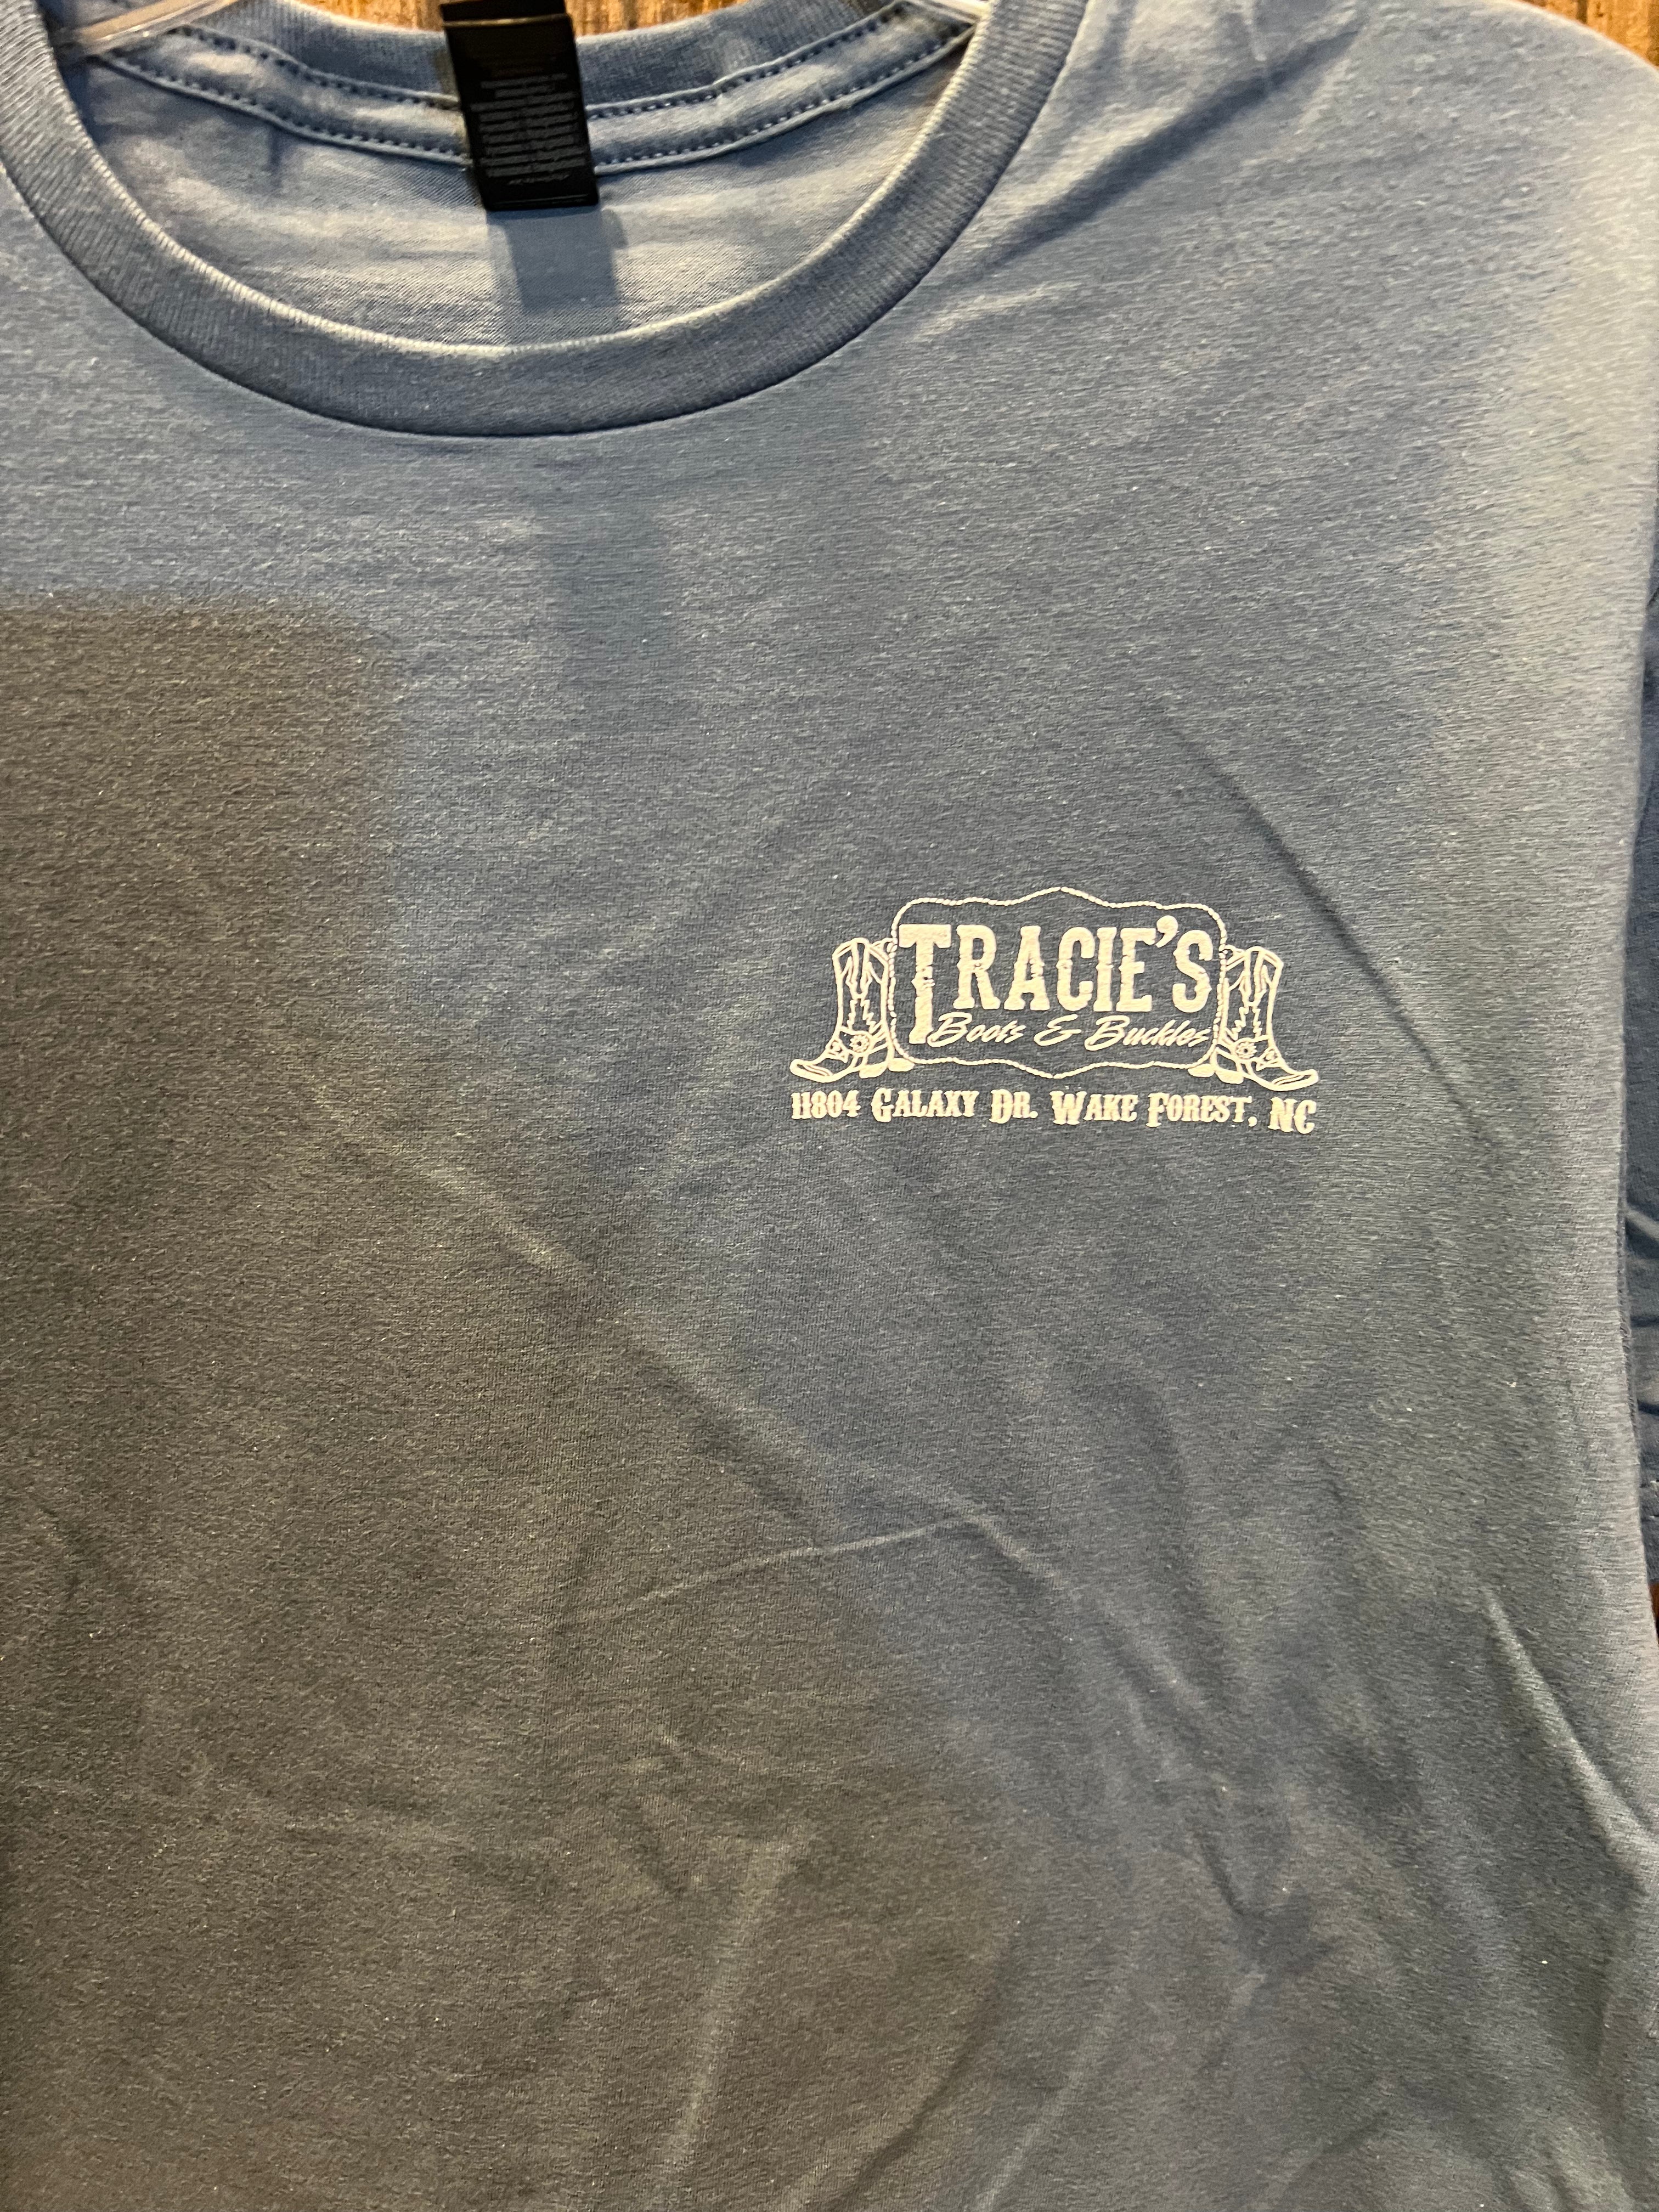 TRACIE'S
Boots & Buckles
11804 GALAXY DR. WAKE FOREST, NC